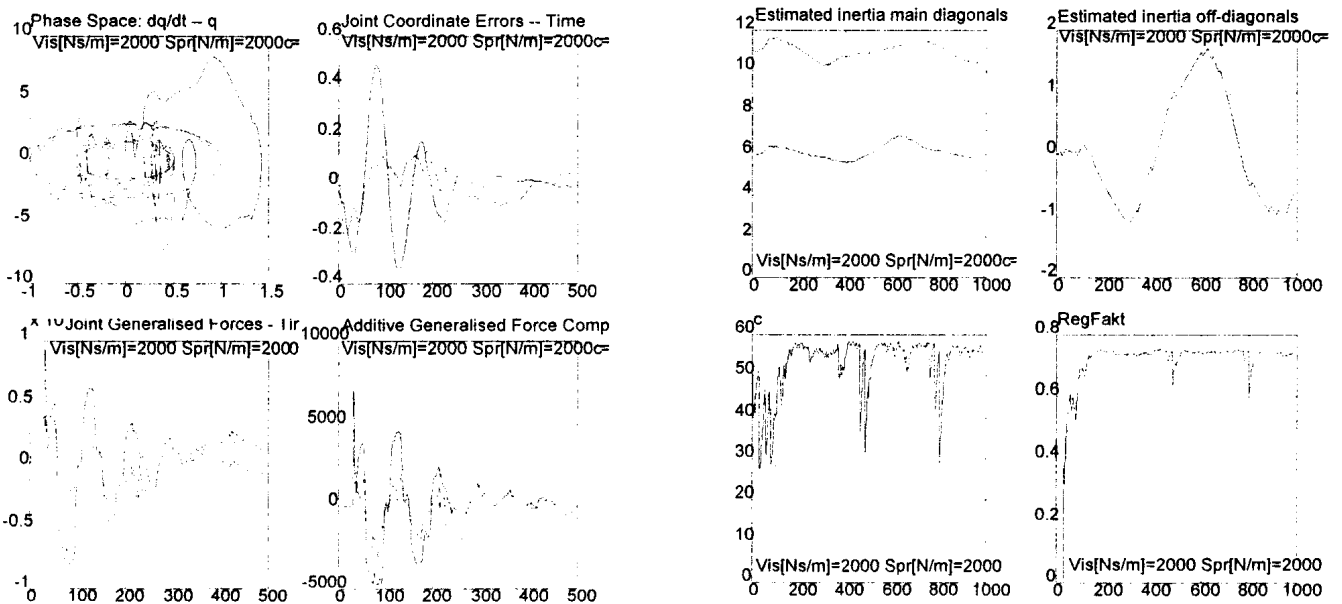 Phase Space: dq/dt -- q
Vis[Ns/m]=2000 Spr[N/m]=2000c=
10
5
0
-5
-10
-1 -0.5 0 0.5 1 1.5
Joint Coordinate Errors -- Time
Vis[Ns/m]=2000 Spr[N/m]=2000c=
0.6
0.4
0.2
0
-0.2
-0.4
0 100 200 300 400 500
Estimated inertia main diagonals
12
10
8
6
4
2
0
Vis[Ns/m]=2000 Spr[N/m]=2000c=
0 200 400 600 800 1000
Estimated inertia off-diagonals
Vis[Ns/m]=2000 Spr[N/m]=2000c=
2
1
0
-1
-2
0 200 400 600 800 1000
x 10 Joint Generalised Forces - Tir
Vis[Ns/m]=2000 Spr[N/m]=2000
1
0.5
0
-0.5
-1
0 100 200 300 400 500
Additive Generalised Force Comp
Vis[Ns/m]=2000 Spr[N/m]=2000c=
10000
5000
0
-5000
0 100 200 300 400 500
c
60
50
40
30
20
10
0
Vis[Ns/m]=2000 Spr[N/m]=2000
0 200 400 600 800 1000
RegFakt
0.8
0.6
0.4
0.2
0
Vis[Ns/m]=2000 Spr[N/m]=2000
0 200 400 600 800 1000